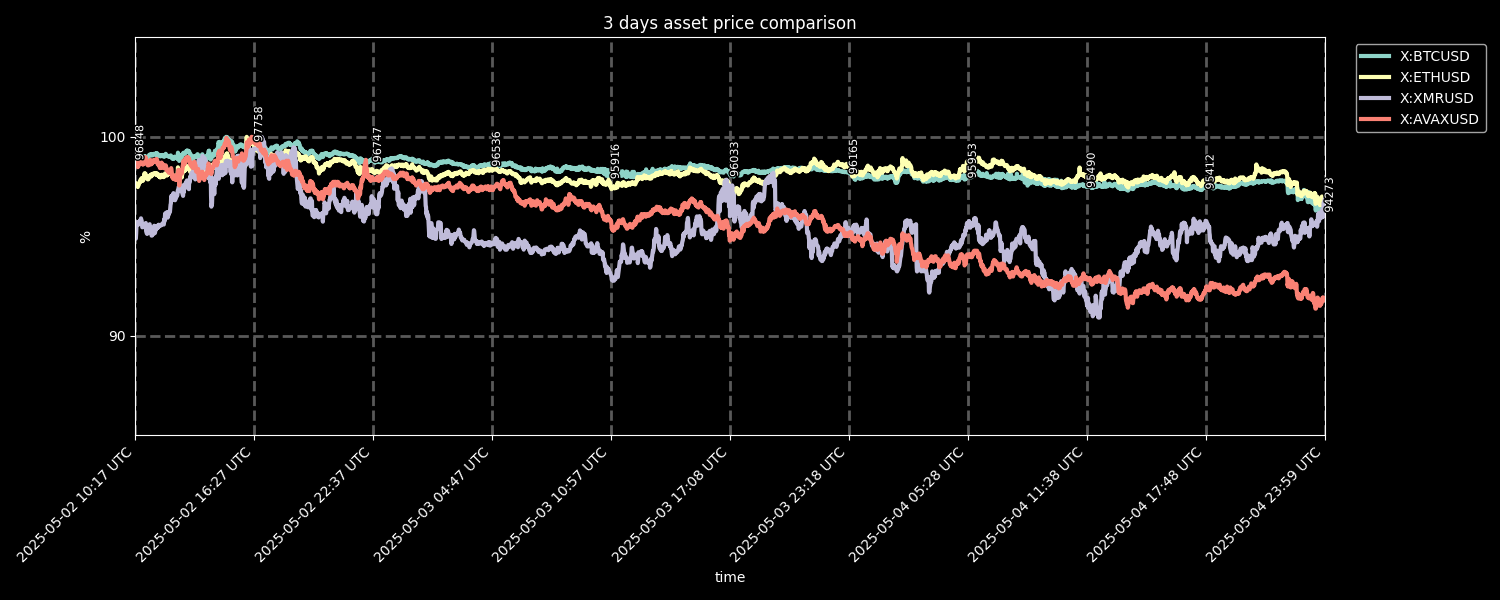 3 days asset price comparison
X:BTCUSD
X:ETHUSD
X:XMRUSD
X:AVAXUSD
100
90
%
96848
97758
96747
96536
95916
96033
96165
95953
95490
95412
94273
2025-05-02 10:17 UTC
2025-05-02 16:27 UTC
2025-05-02 22:37 UTC
2025-05-03 04:47 UTC
2025-05-03 10:57 UTC
2025-05-03 17:08 UTC
2025-05-03 23:18 UTC
2025-05-04 05:28 UTC
2025-05-04 11:38 UTC
2025-05-04 17:48 UTC
2025-05-04 23:59 UTC
time